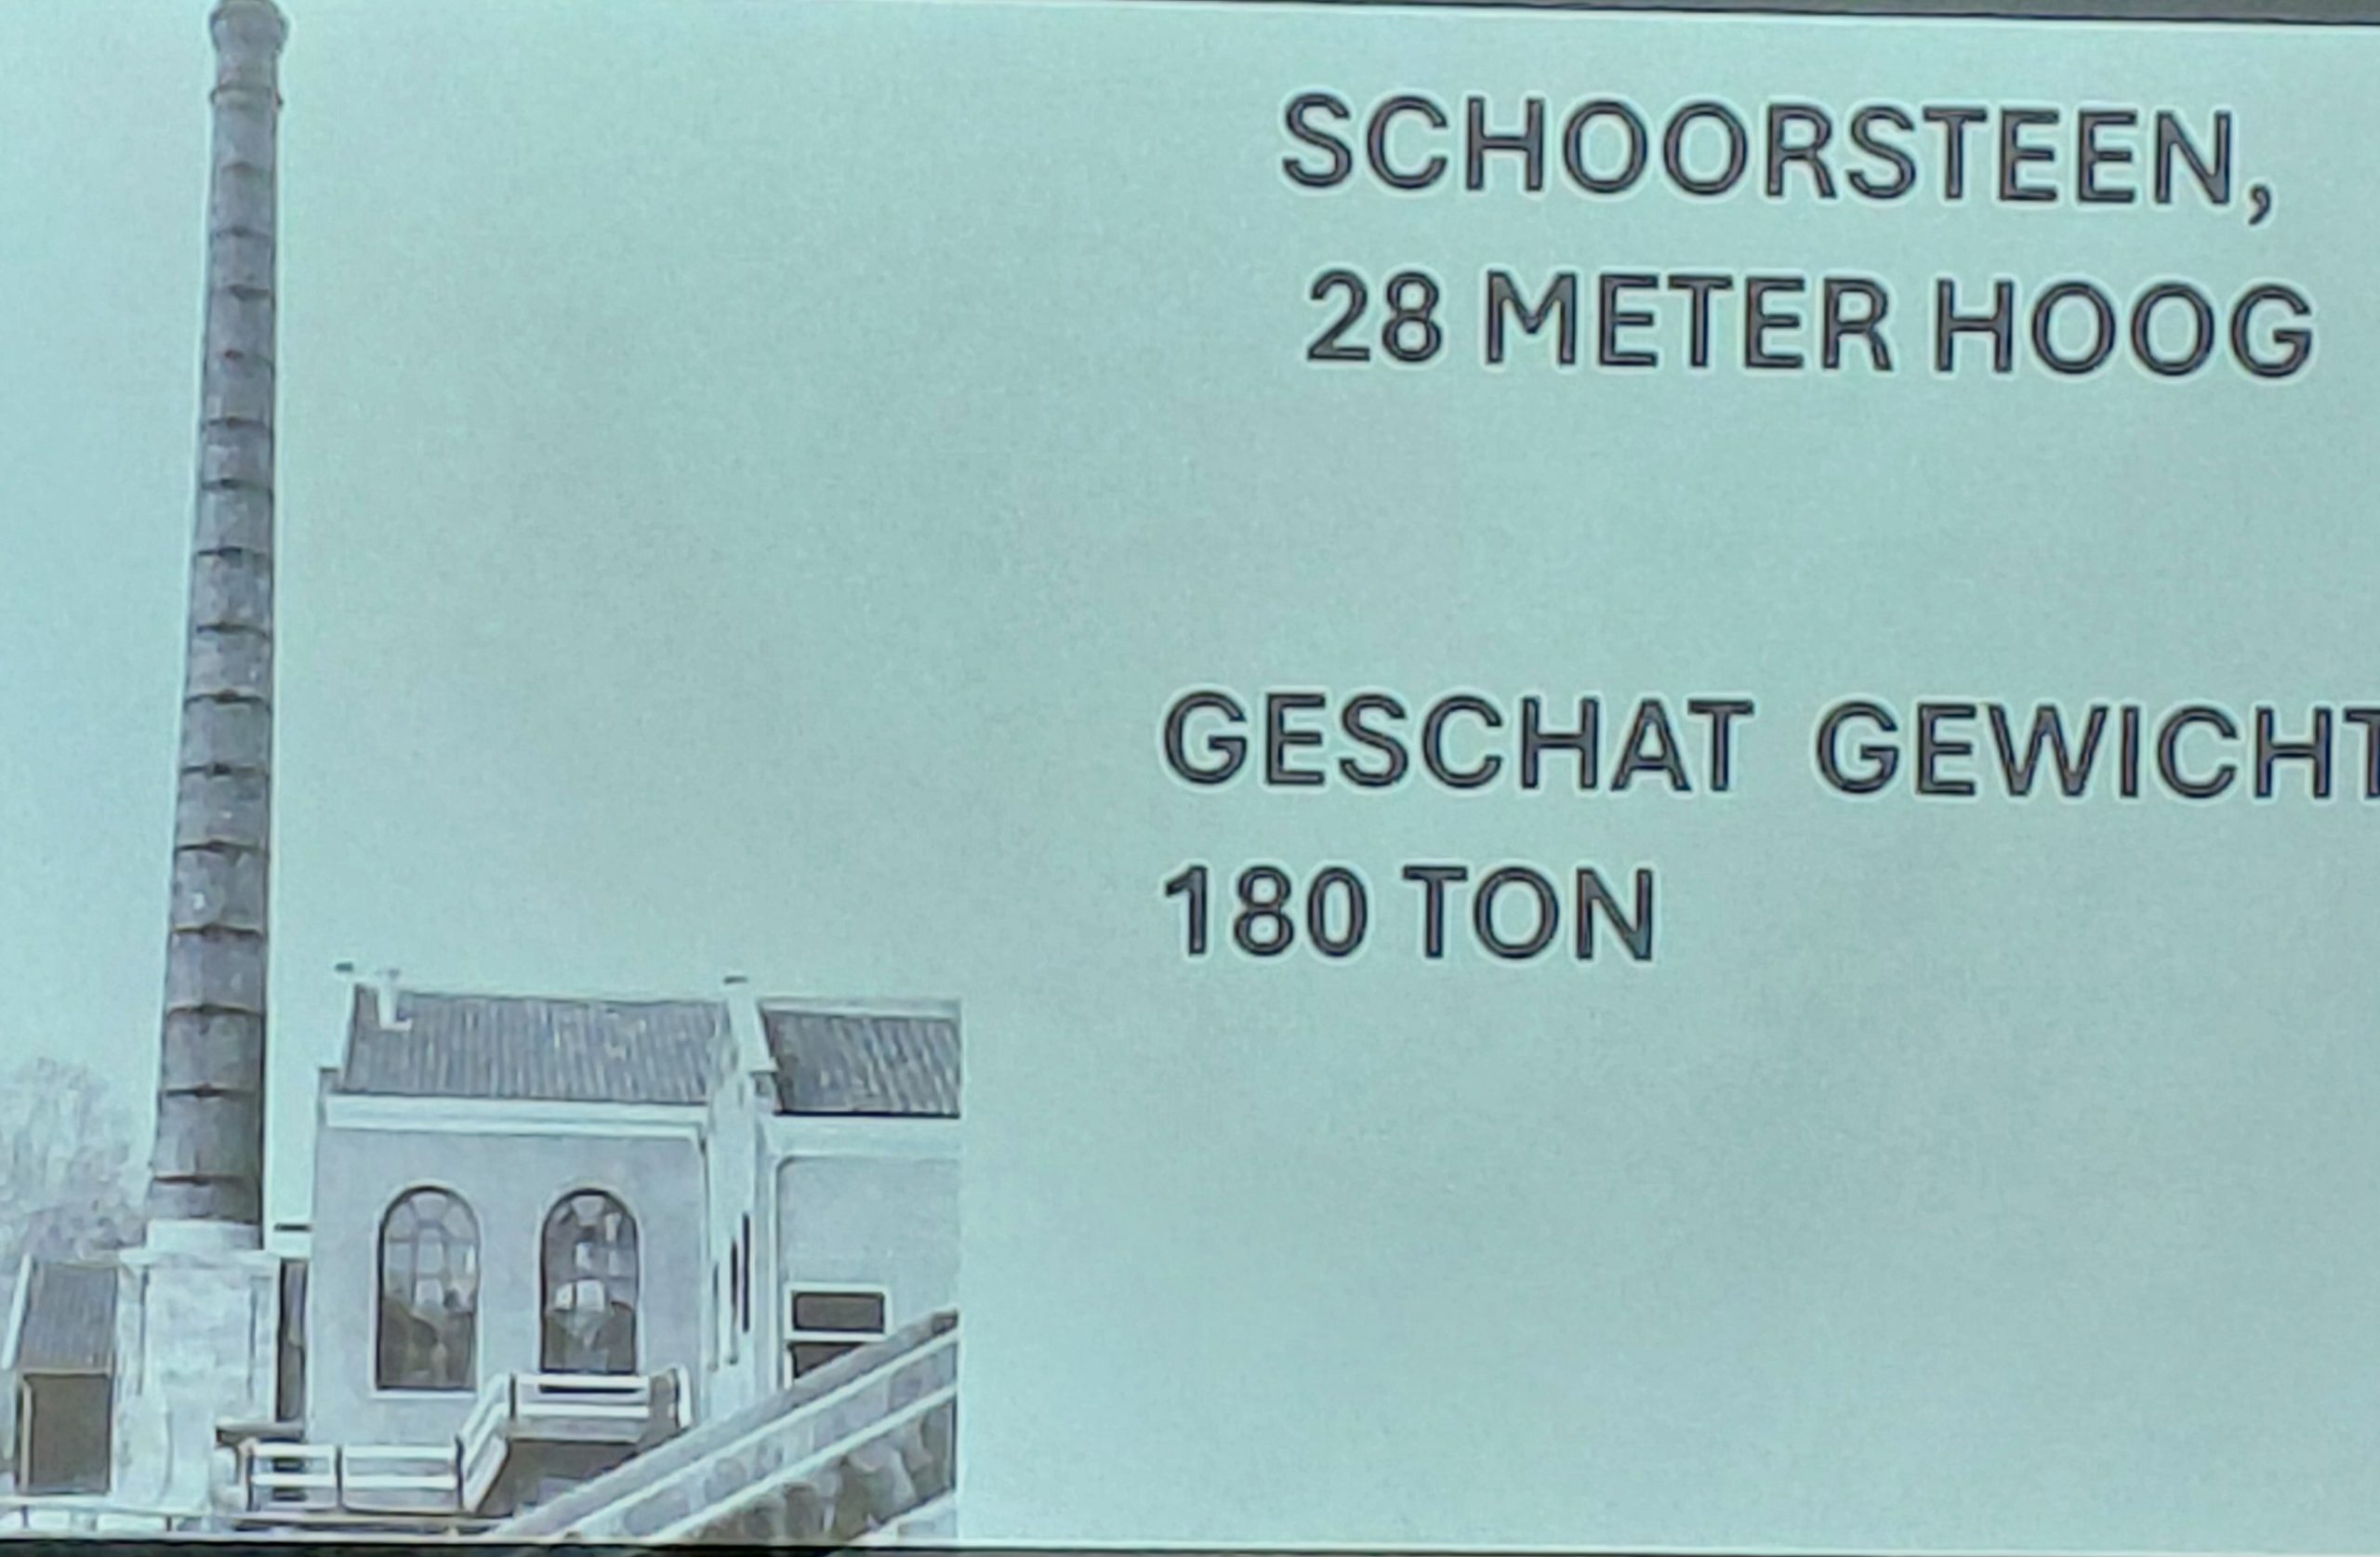 SCHOORSTEEN,
28 METER HOOG
GESCHAT GEWICHT
180 TON